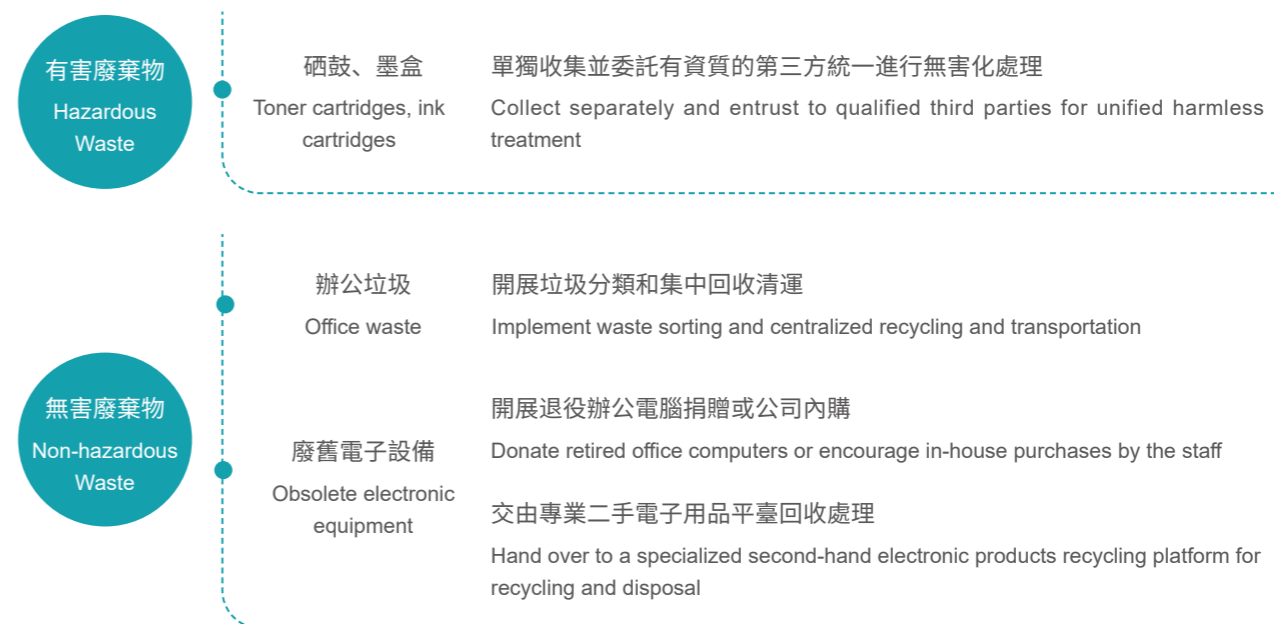 有害廢棄物
Hazardous
Waste
硒鼓、墨盒
Toner cartridges, ink
cartridges
單獨收集並委託有資質的第三方統一進行無害化處理
Collect separately and entrust to qualified third parties for unified harmless
treatment
無害廢棄物
Non-hazardous
Waste
辦公垃圾
Office waste
開展垃圾分類和集中回收清運
Implement waste sorting and centralized recycling and transportation
廢舊電子設備
Obsolete electronic
equipment
開展退役辦公電腦捐贈或公司內購
Donate retired office computers or encourage in-house purchases by the staff
交由專業二手電子用品平臺回收處理
Hand over to a specialized second-hand electronic products recycling platform for
recycling and disposal